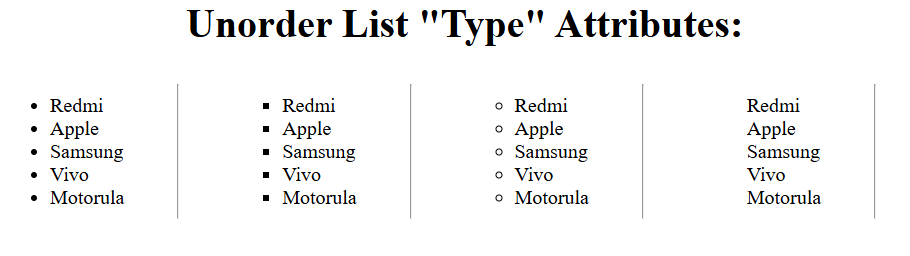 Unorder List "Type" Attributes:
Redmi
Apple
Samsung
Vivo
Motorula
Redmi
Apple
Samsung
Vivo
Motorula
Redmi
Apple
Samsung
Vivo
Motorula
Redmi
Apple
Samsung
Vivo
Motorula